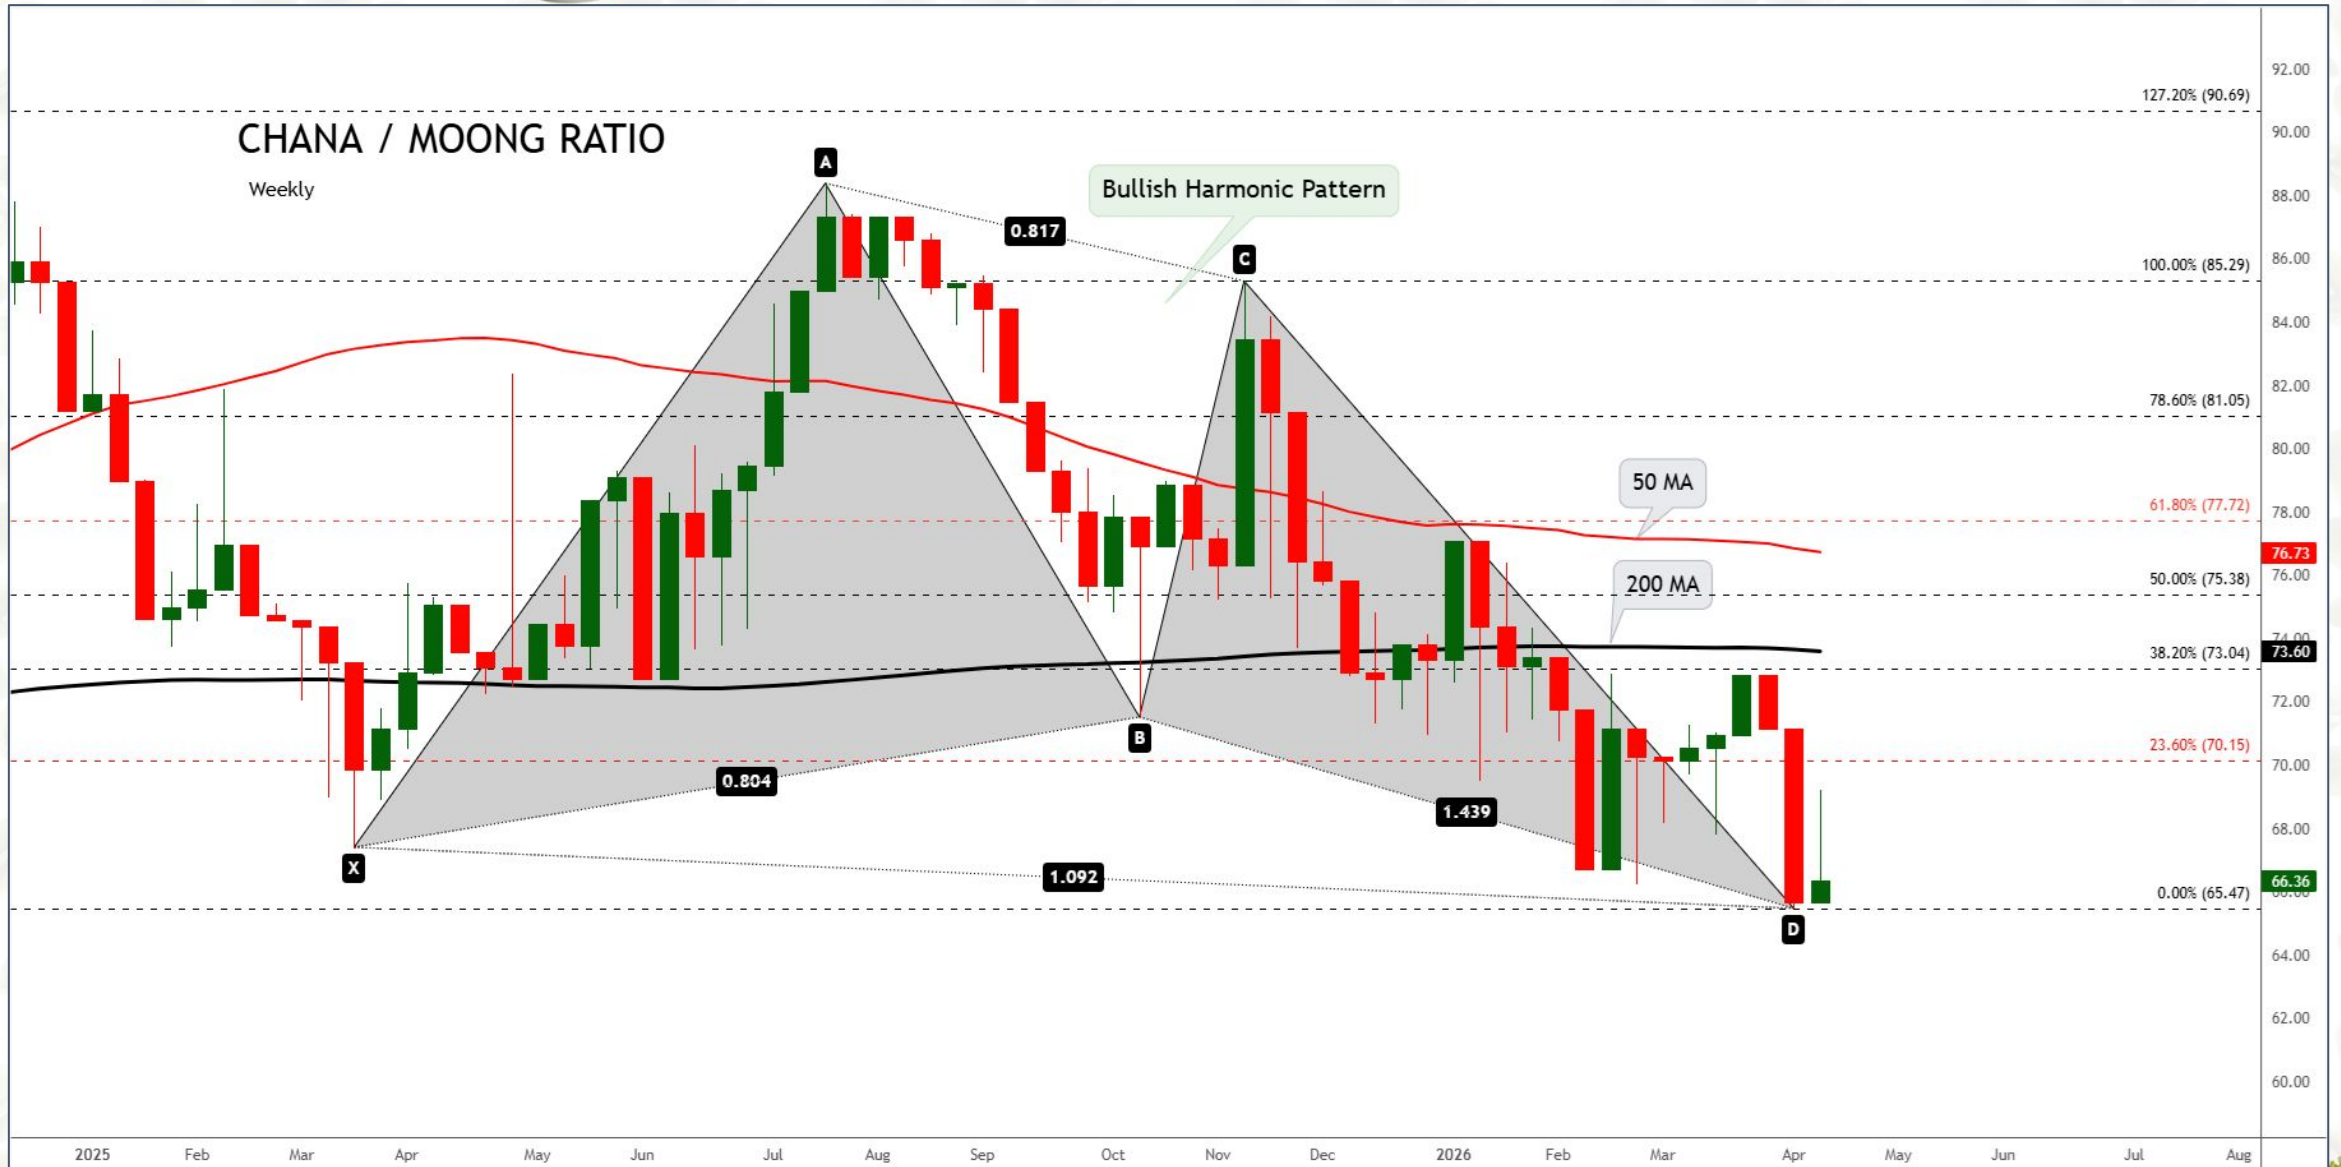 CHANA / MOONG RATIO
Weekly
A
0.817
Bullish Harmonic Pattern
C
50 MA
200 MA
B
0.804
X
1.092
1.439
D
127.20% (90.69)
100.00% (85.29)
78.60% (81.05)
61.80% (77.72)
50.00% (75.38)
38.20% (73.04)
23.60% (70.15)
0.00% (65.47)
92.00
90.00
88.00
86.00
84.00
82.00
80.00
78.00
76.73
76.00
74.00
73.60
72.00
70.00
68.00
66.36
64.00
62.00
60.00
2025 Feb Mar Apr May Jun Jul Aug Sep Oct Nov Dec 2026 Feb Mar Apr May Jun Jul Aug